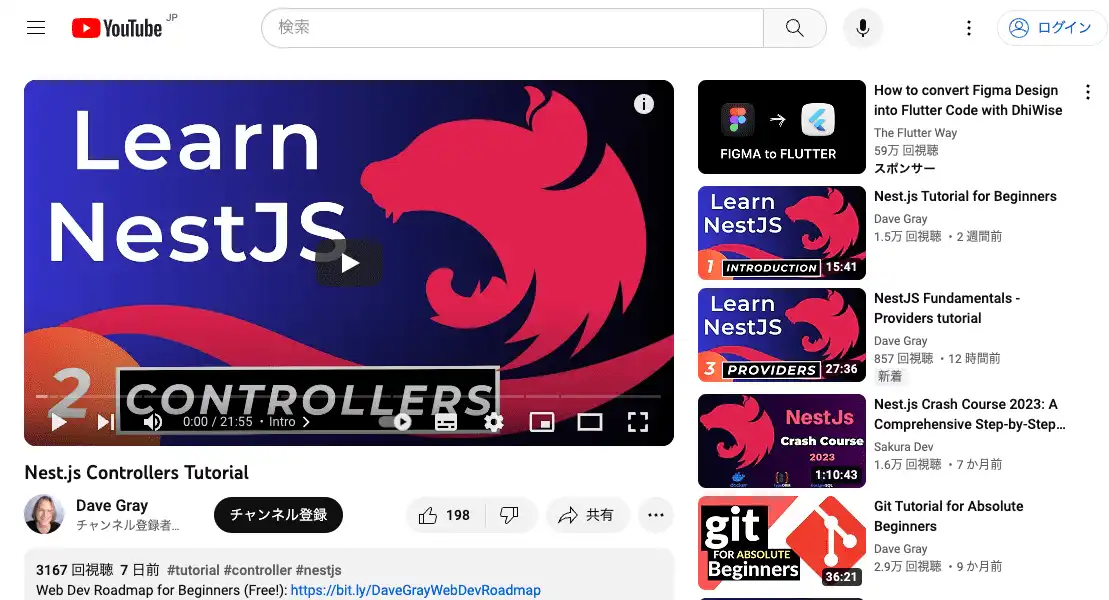 YouTube JP
検索
ログイン
Learn
NestJS
2 CONTROLLERS
0:00 / 21:55 • Intro
Nest.js Controllers Tutorial
Dave Gray
チャンネル登録者...
チャンネル登録
198
共有
3167 回視聴 7 日前 #tutorial #controller #nestjs
Web Dev Roadmap for Beginners (Free!): https://bit.ly/DaveGrayWebDevRoadmap
FIGMA to FLUTTER
How to convert Figma Design
into Flutter Code with DhiWise
The Flutter Way
59万 回視聴
スポンサー
Learn
NestJS
1 INTRODUCTION 15:41
Nest.js Tutorial for Beginners
Dave Gray
1.5万 回視聴 • 2 週間前
Learn
NestJS
3 PROVIDERS 27:36
NestJS Fundamentals -
Providers tutorial
Dave Gray
857 回視聴 • 12 時間前
新着
NestJs
Crash Course
2023
docker
1:10:43
Nest.js Crash Course 2023: A
Comprehensive Step-by-Step...
Sakura Dev
1.6万 回視聴 • 7 か月前
git
FOR ABSOLUTE
Beginners
36:21
Git Tutorial for Absolute
Beginners
Dave Gray
2.9万 回視聴 • 9 か月前